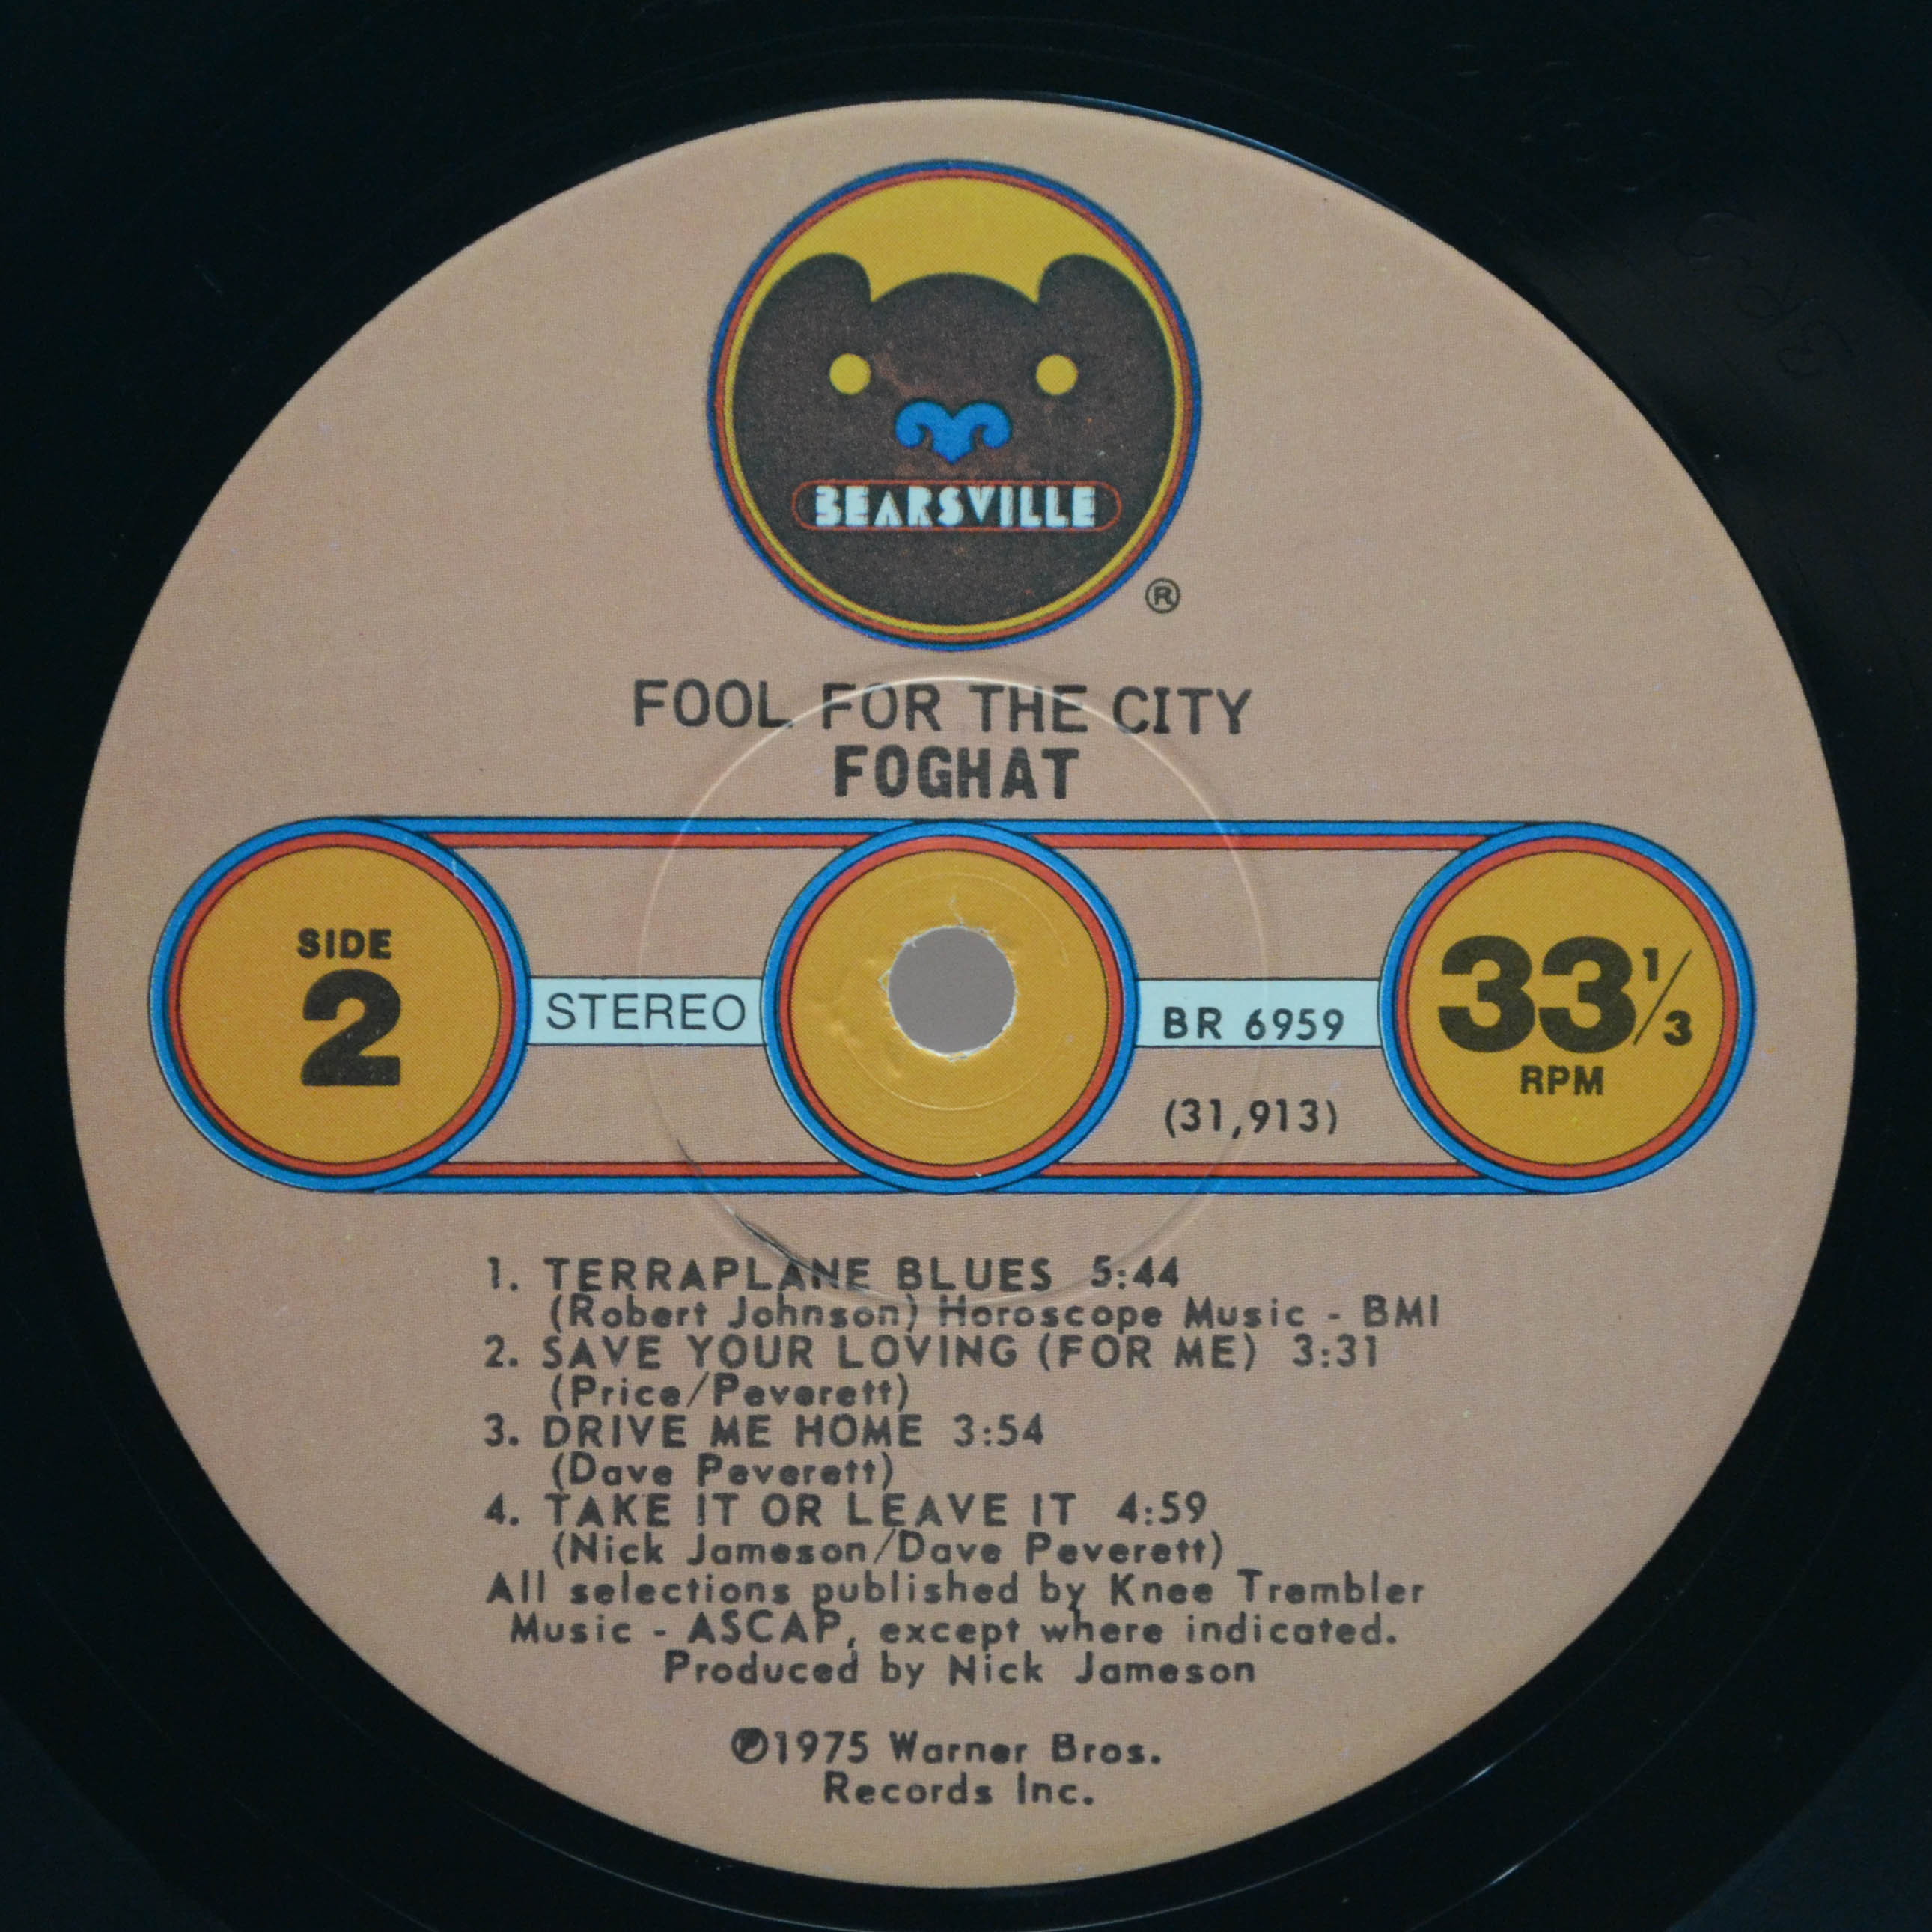 BEARSVILLE
®
FOOL FOR THE CITY
FOGHAT
SIDE
2
STEREO
BR 6959
(31,913)
33 1/3
RPM
1. TERRAPLANE BLUES 5:44
(Robert Johnson) Horoscope Music - BMI
2. SAVE YOUR LOVING (FOR ME) 3:31
(Price/Peverett)
3. DRIVE ME HOME 3:54
(Dave Peverett)
4. TAKE IT OR LEAVE IT 4:59
(Nick Jameson/Dave Peverett)
All selections published by Knee Trembler
Music - ASCAP, except where indicated.
Produced by Nick Jameson
℗1975 Warner Bros.
Records Inc.